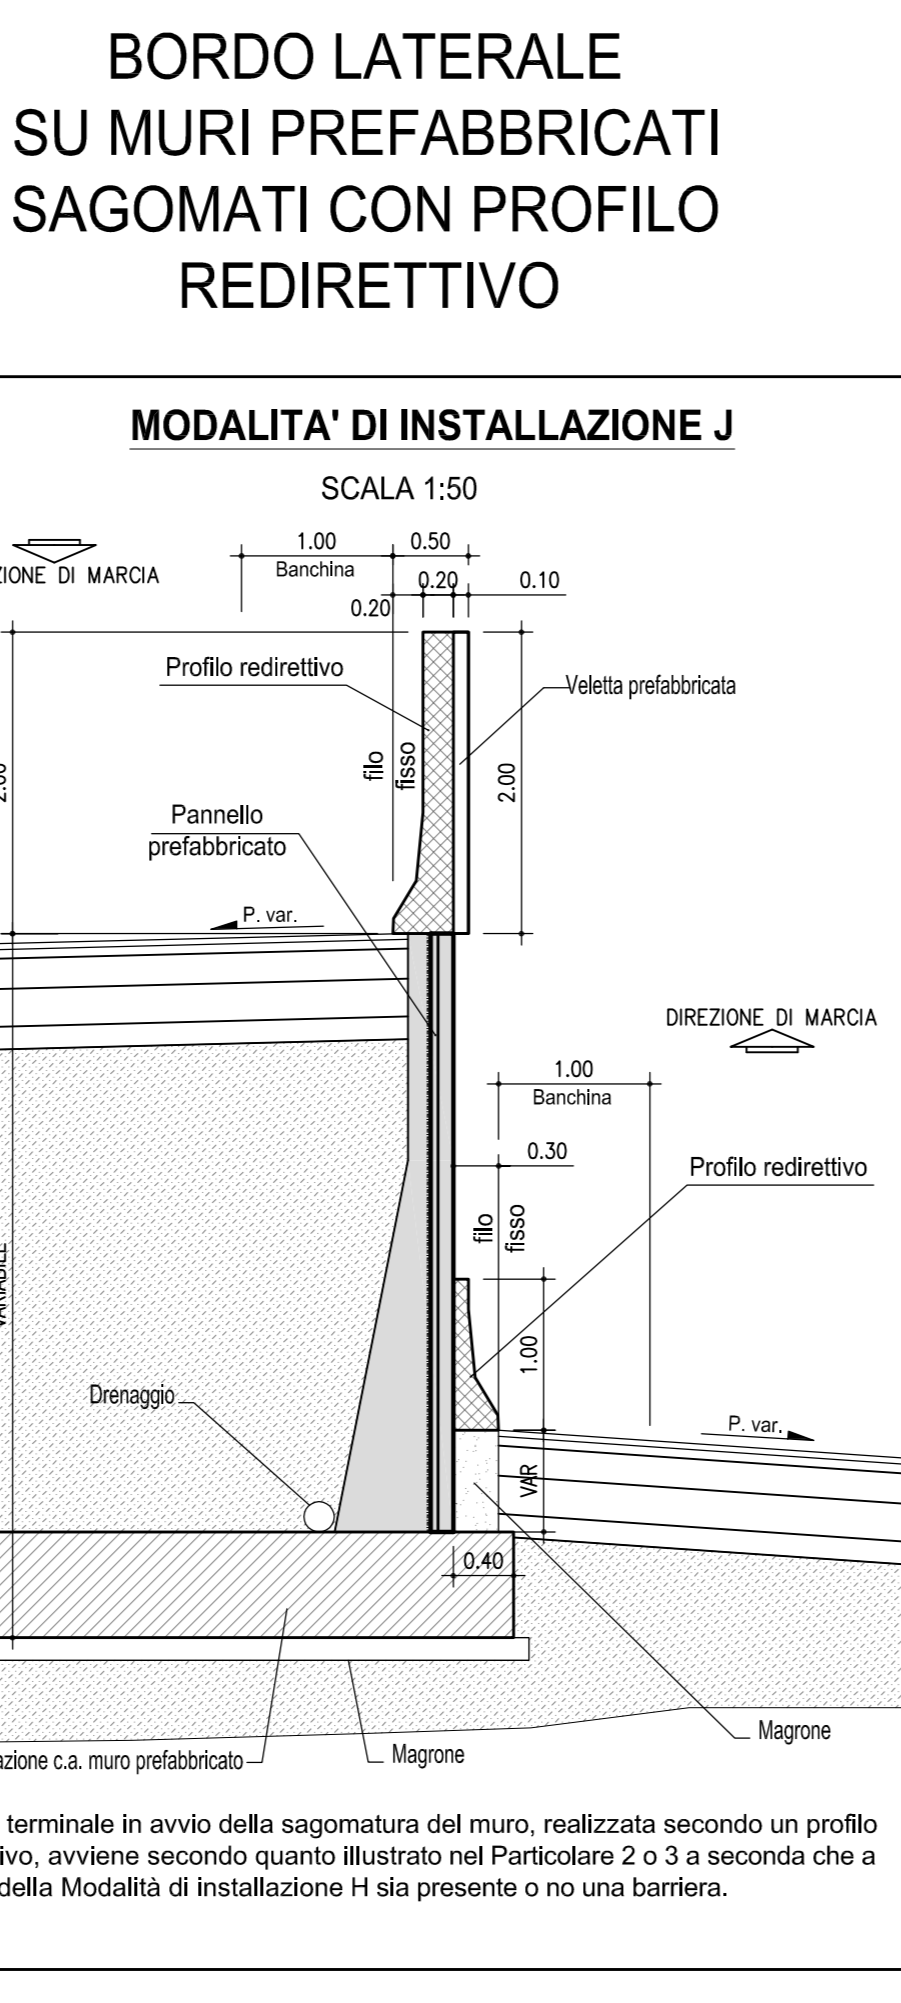 BORDO LATERALE
SU MURI PREFABBRICATI
SAGOMATI CON PROFILO
REDIRETTIVO
MODALITA' DI INSTALLAZIONE J
SCALA 1:50
1.00
0.50
Banchina
ZIONE DI MARCIA
0.20
0.10
0.20
Profilo redirettivo
Veletta prefabbricata
filo
fisso
2.00
2.00
Pannello
prefabbricato
P. var.
DIREZIONE DI MARCIA
1.00
Banchina
0.30
Profilo redirettivo
filo
fisso
VARIABILE
1.00
Drenaggio
P. var.
VAR
0.40
Magrone
azione c.a. muro prefabbricato
Magrone
terminale in avvio della sagomatura del muro, realizzata secondo un profilo
ivo, avviene secondo quanto illustrato nel Particolare 2 o 3 a seconda che a
della Modalità di installazione H sia presente o no una barriera.